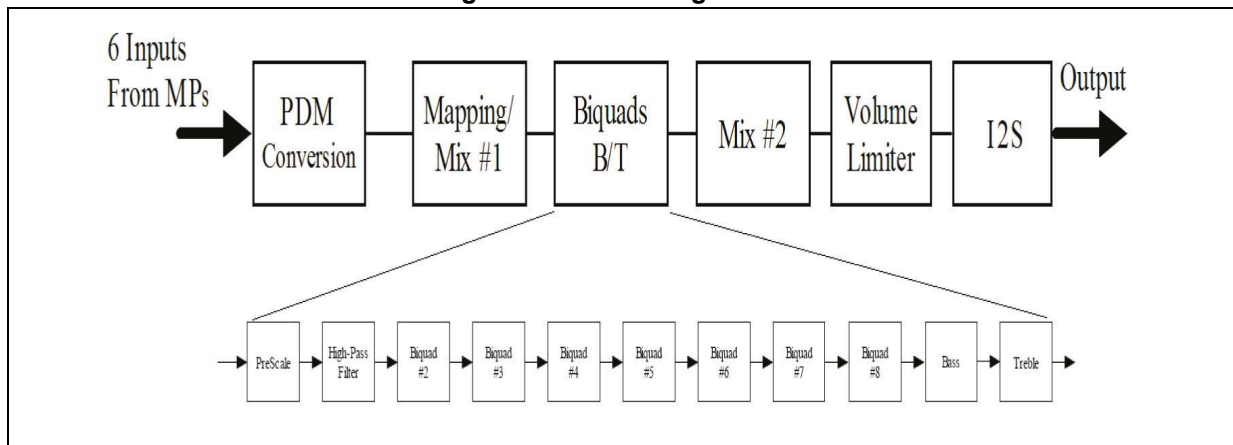 6 Inputs
From MPs
PDM
Conversion
Mapping/
Mix #1
Biquads
B/T
Mix #2
Volume
Limiter
I2S
Output
PreScale
High-Pass
Filter
Biquad
#2
Biquad
#3
Biquad
#4
Biquad
#5
Biquad
#6
Biquad
#7
Biquad
#8
Bass
Treble